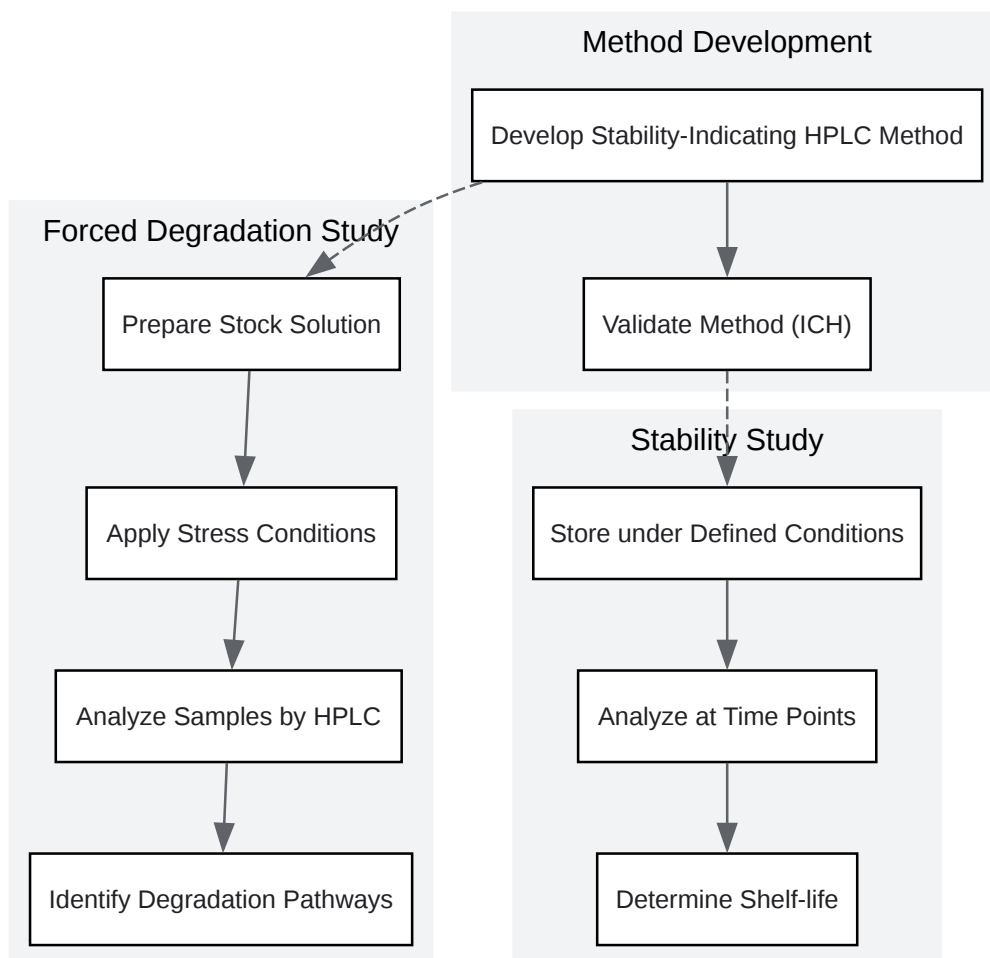 Method Development
Develop Stability-Indicating HPLC Method
Validate Method (ICH)
Forced Degradation Study
Prepare Stock Solution
Apply Stress Conditions
Analyze Samples by HPLC
Identify Degradation Pathways
Stability Study
Store under Defined Conditions
Analyze at Time Points
Determine Shelf-life